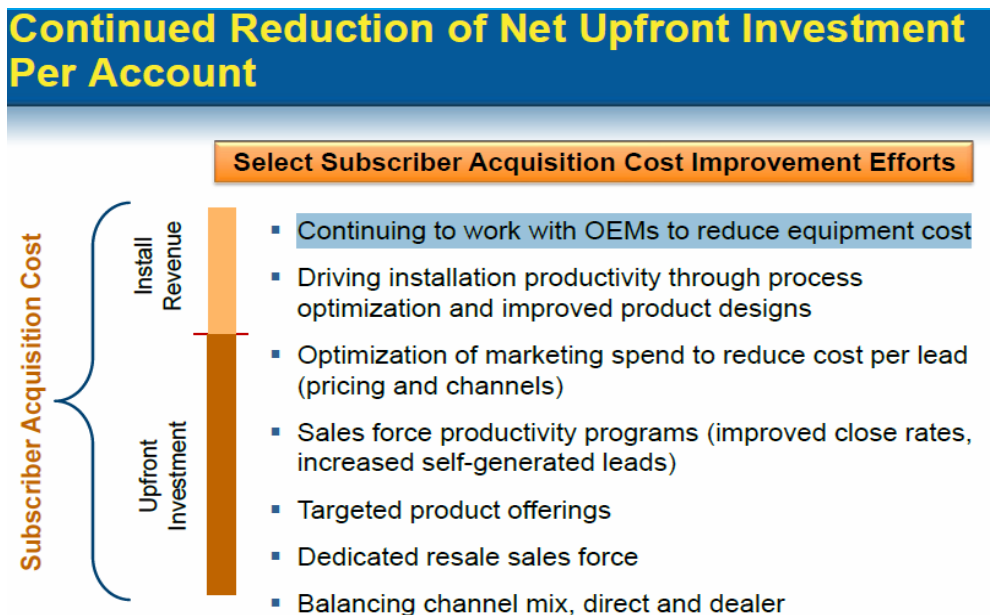 Continued Reduction of Net Upfront Investment
Per Account
Select Subscriber Acquisition Cost Improvement Efforts
Subscriber Acquisition Cost
Install
Revenue
Upfront
Investment
▪ Continuing to work with OEMs to reduce equipment cost
▪ Driving installation productivity through process
optimization and improved product designs
▪ Optimization of marketing spend to reduce cost per lead
(pricing and channels)
▪ Sales force productivity programs (improved close rates,
increased self-generated leads)
▪ Targeted product offerings
▪ Dedicated resale sales force
▪ Balancing channel mix, direct and dealer